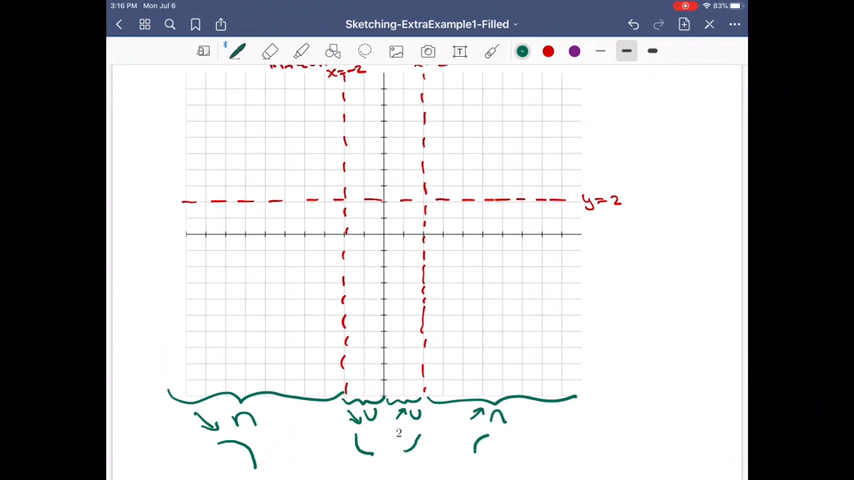 3:16 PM Mon Jul 6
83%
Sketching-ExtraExample1-Filled
x=-2
y=2
↘ n
↘ U
↗ U
↗ n
2